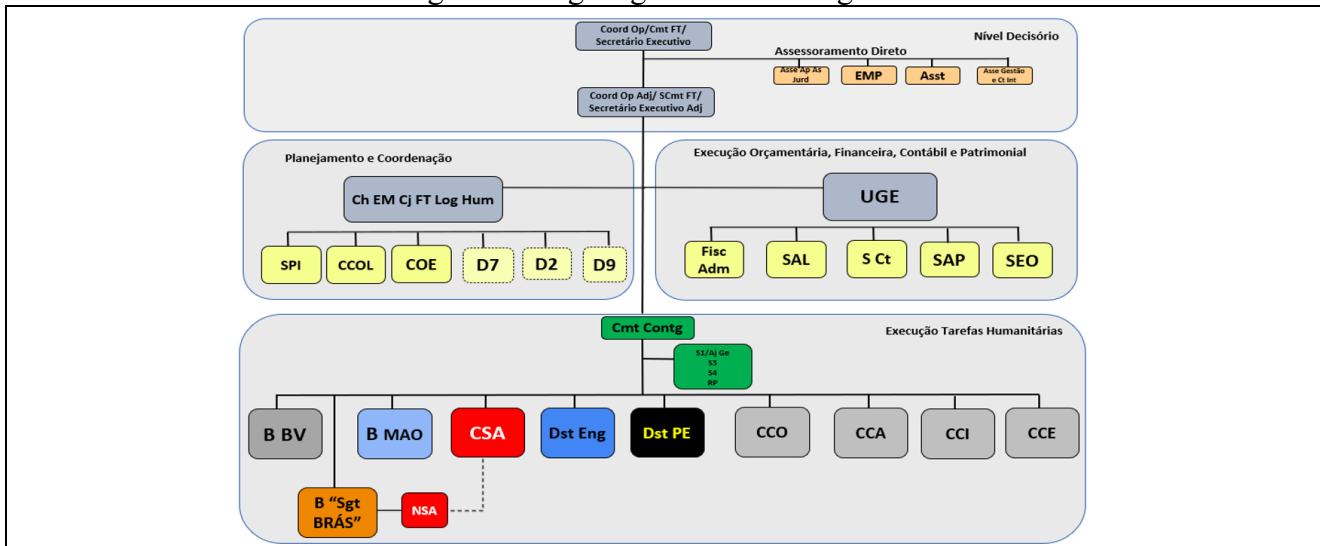 Coord Op/Cmt FT/
Secretário Executivo
Nível Decisório
Assessoramento Direto
Asse Ap As
Jurd
EMP
Asst
Asse Gestão
e Ct Int
Coord Op Adj/ SCmt FT/
Secretário Executivo Adj
Planejamento e Coordenação
Ch EM Cj FT Log Hum
SPI
CCOL
COE
D7
D2
D9
Execução Orçamentária, Financeira, Contábil e Patrimonial
UGE
Fisc
Adm
SAL
S Ct
SAP
SEO
Execução Tarefas Humanitárias
Cmt Contg
S1/Aj Ge
S3
S4
RP
B BV
B MAO
CSA
Dst Eng
Dst PE
CCO
CCA
CCI
CCE
B “Sgt
BRÁS”
NSA